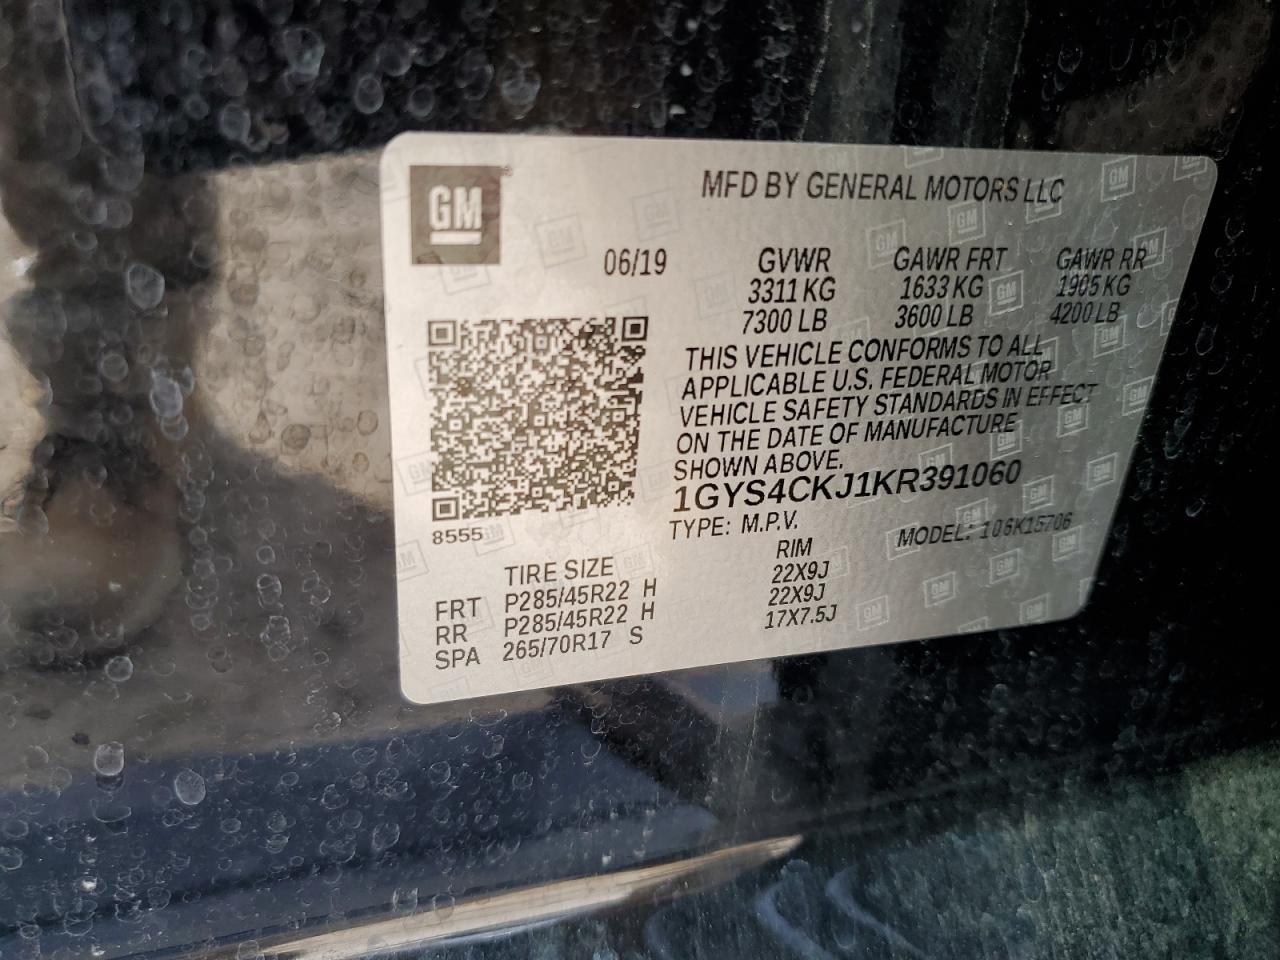 GM
MFD BY GENERAL MOTORS LLC
06/19 GVWR GAWR FRT GAWR RR
3311 KG 1633 KG 1905 KG
7300 LB 3600 LB 4200 LB
THIS VEHICLE CONFORMS TO ALL
APPLICABLE U.S. FEDERAL MOTOR
VEHICLE SAFETY STANDARDS IN EFFECT
ON THE DATE OF MANUFACTURE
SHOWN ABOVE.
1GYS4CKJ1KR391060
8555 TYPE: M.P.V. MODEL: 106K15706
TIRE SIZE RIM
FRT P285/45R22 H 22X9J
RR P285/45R22 H 22X9J
SPA 265/70R17 S 17X7.5J